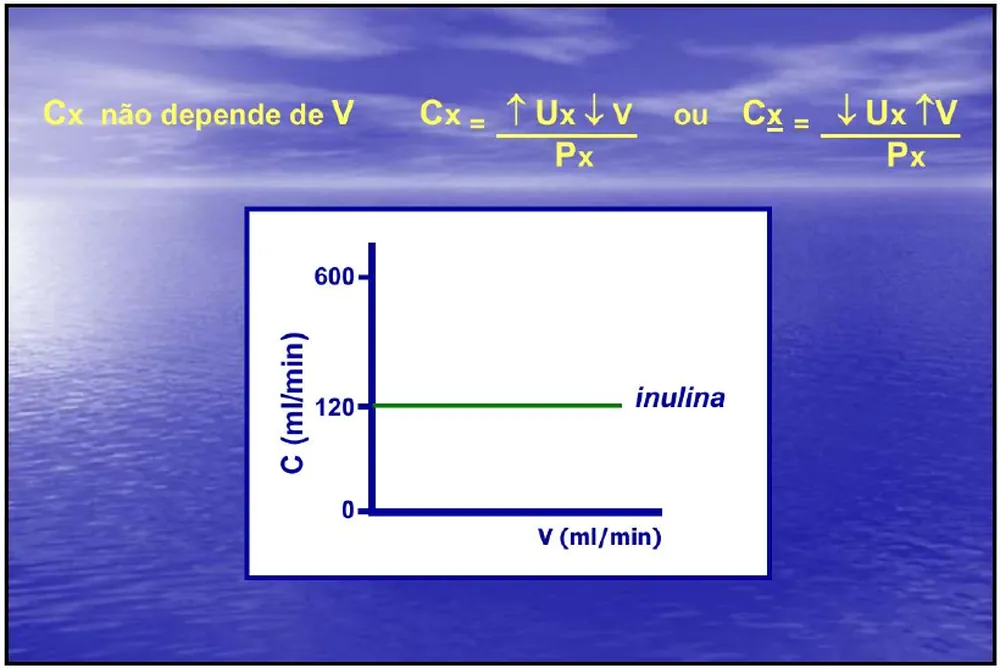 Cx não depende de V Cx = ↑ Ux ↓ V ou Cx = ↓ Ux ↑V
Px Px
600
120
0
C (ml/min)
inulina
V (ml/min)